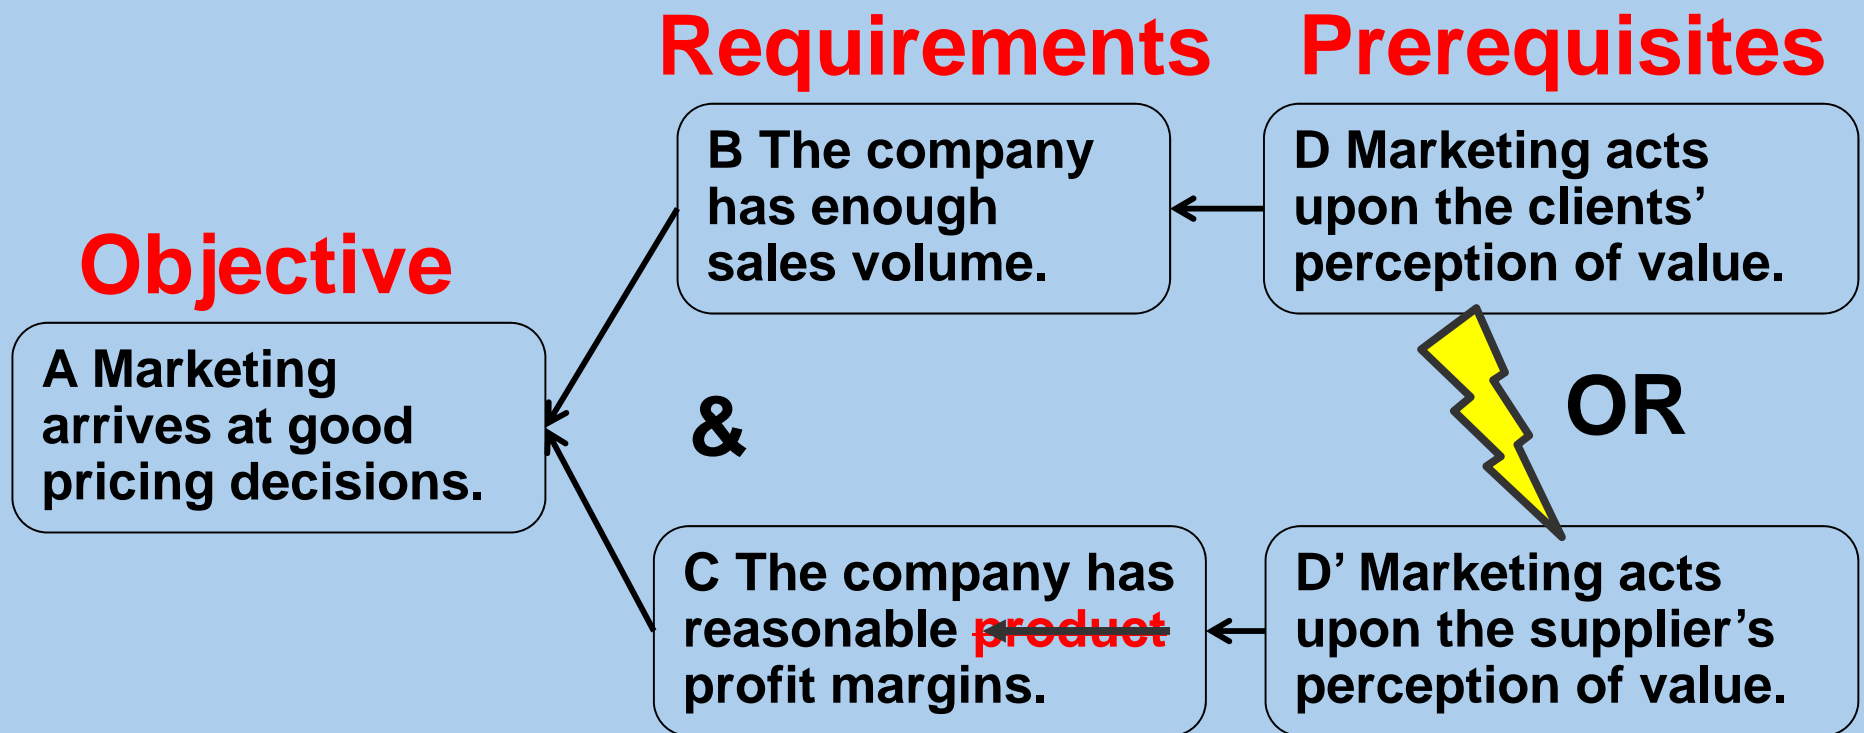 Requirements
Prerequisites
Objective
B The company
has enough
sales volume.
D Marketing acts
upon the clients’
perception of value.
A Marketing
arrives at good
pricing decisions.
&
OR
C The company has
reasonable product
profit margins.
D’ Marketing acts
upon the supplier’s
perception of value.